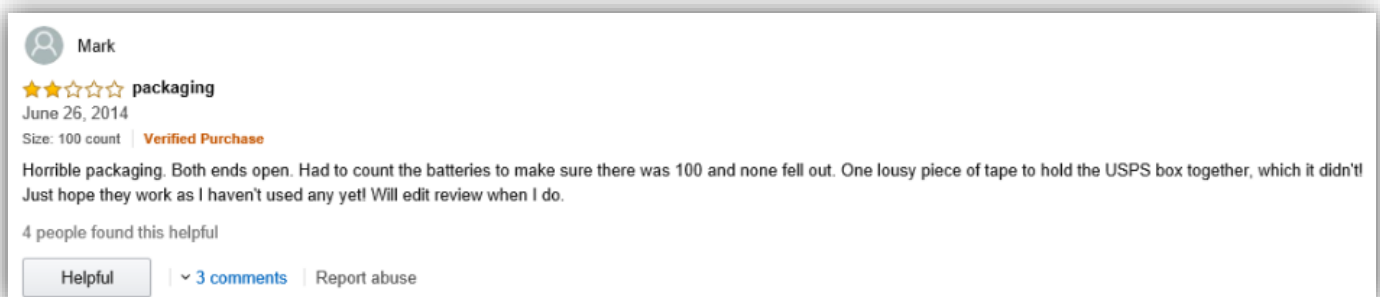 Mark
packaging
June 26, 2014
Size: 100 count Verified Purchase
Horrible packaging. Both ends open. Had to count the batteries to make sure there was 100 and none fell out. One lousy piece of tape to hold the USPS box together, which it didn't!
Just hope they work as I haven't used any yet! Will edit review when I do.
4 people found this helpful
Helpful 3 comments Report abuse